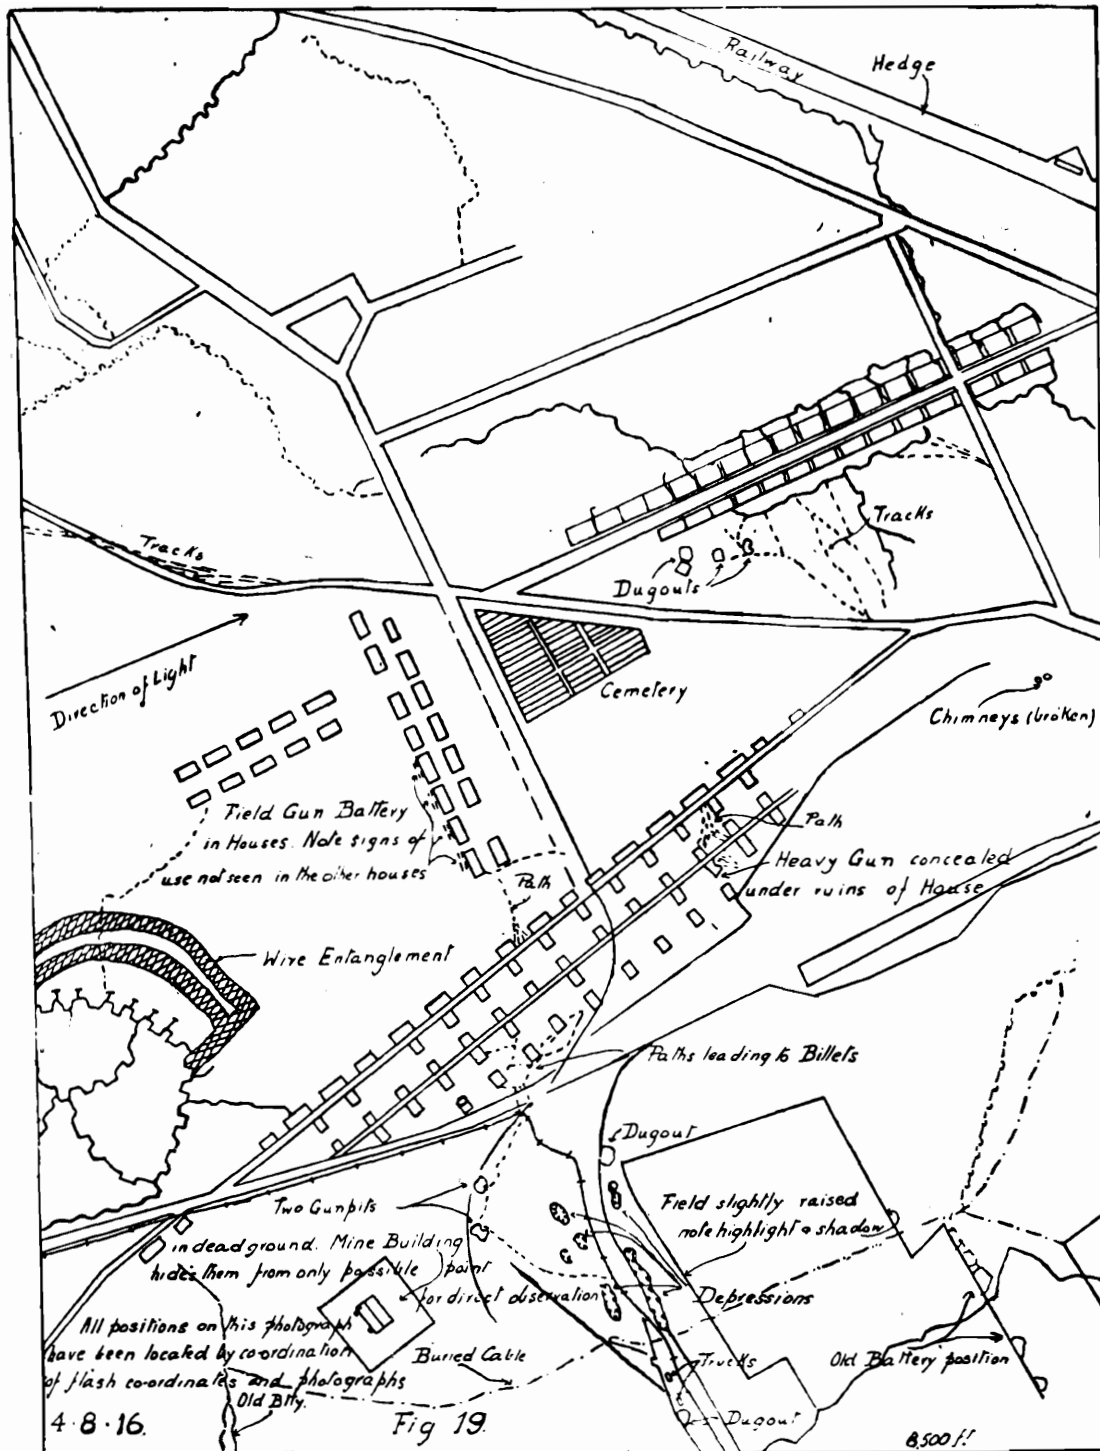 Railway
Hedge
Tracks
Tracks
Dugouts
Direction of Light
Cemetery
Chimneys (broken)
Field Gun Battery
in Houses. Note signs of
use not seen in the other houses
Path
Path
Heavy Gun concealed
under ruins of House
Wire Entanglement
Paths leading to Billets
Dugout
Two Gunpits
in dead ground. Mine Building
hides them from only possible point
for direct observation
Field slightly raised
note highlight & shadow
Depressions
All positions on this photograph
have been located by co-ordination
of flash co-ordinates and photographs
Buried Cable
Trucks
Old Battery position
Old Btty.
Dugout
4·8·16.
Fig 19.
8,500 ft